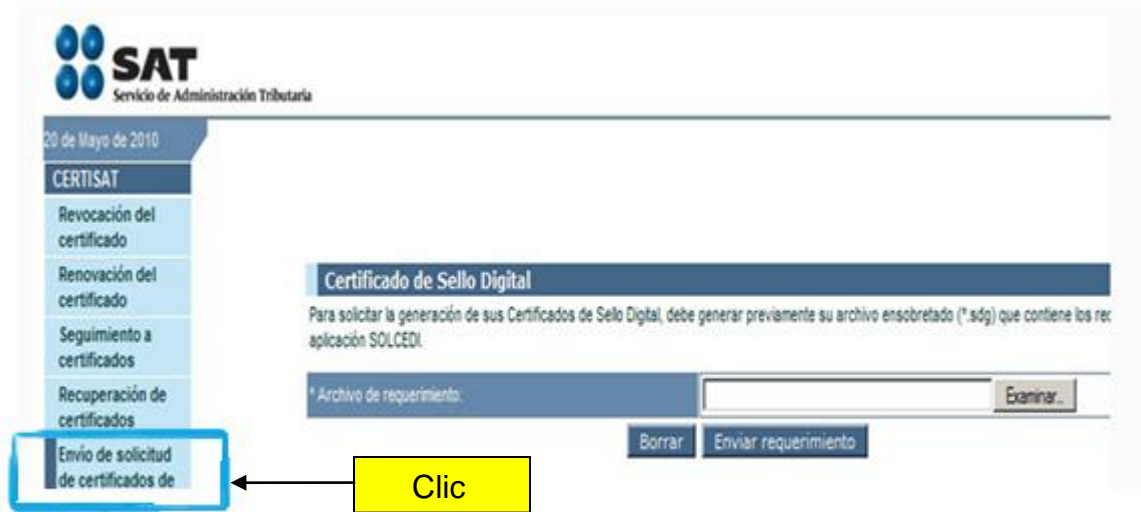 SAT
Servicio de Administración Tributaria
20 de Mayo de 2010
CERTISAT
Revocación del
certificado
Renovación del
certificado
Seguimiento a
certificados
Recuperación de
certificados
Envío de solicitud
de certificados de
Certificado de Sello Digital
Para solicitar la generación de sus Certificados de Sello Digital, debe generar previamente su archivo ensobretado (*.sdg) que contiene los rec
aplicación SOLCEDI.
* Archivo de requerimiento:
Examinar...
Borrar Enviar requerimiento
Clic